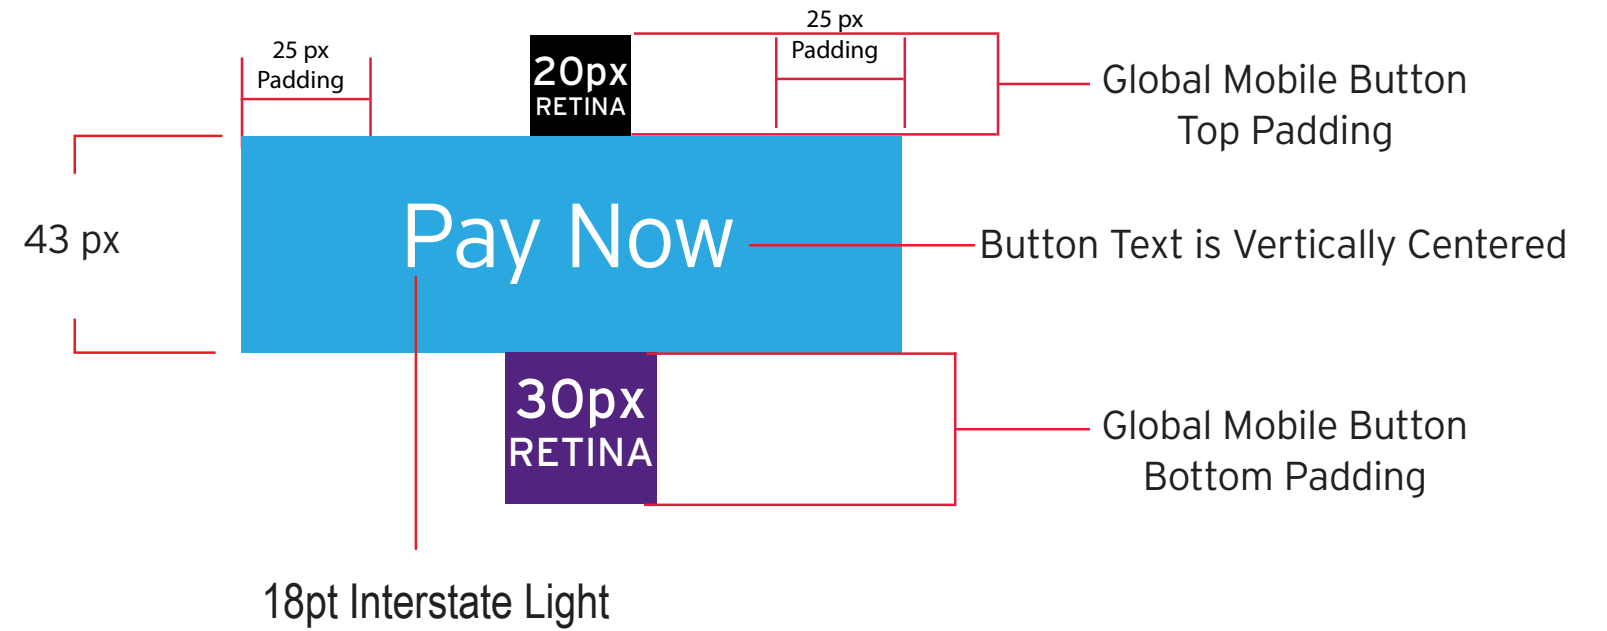 25 px
Padding
20px
RETINA
25 px
Padding
Global Mobile Button
Top Padding
43 px
Pay Now
Button Text is Vertically Centered
30px
RETINA
Global Mobile Button
Bottom Padding
18pt Interstate Light